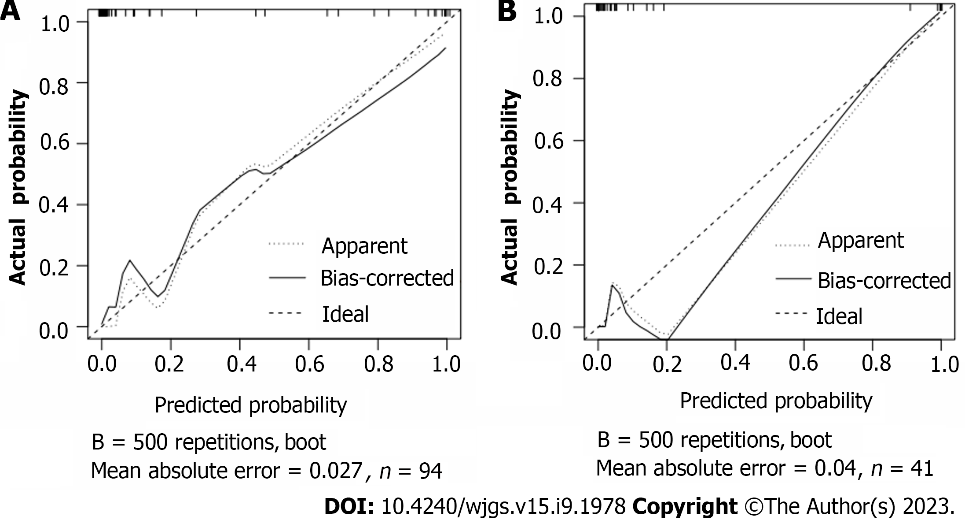 A
Actual probability
1.0
0.8
0.6
0.4
0.2
0.0
Apparent
Bias-corrected
Ideal
0.0 0.2 0.4 0.6 0.8 1.0
Predicted probability
B = 500 repetitions, boot
Mean absolute error = 0.027, n = 94
B
Actual probability
1.0
0.8
0.6
0.4
0.2
0.0
Apparent
Bias-corrected
Ideal
0.0 0.2 0.4 0.6 0.8 1.0
Predicted probability
B = 500 repetitions, boot
Mean absolute error = 0.04, n = 41
DOI: 10.4240/wjgs.v15.i9.1978 Copyright ©The Author(s) 2023.